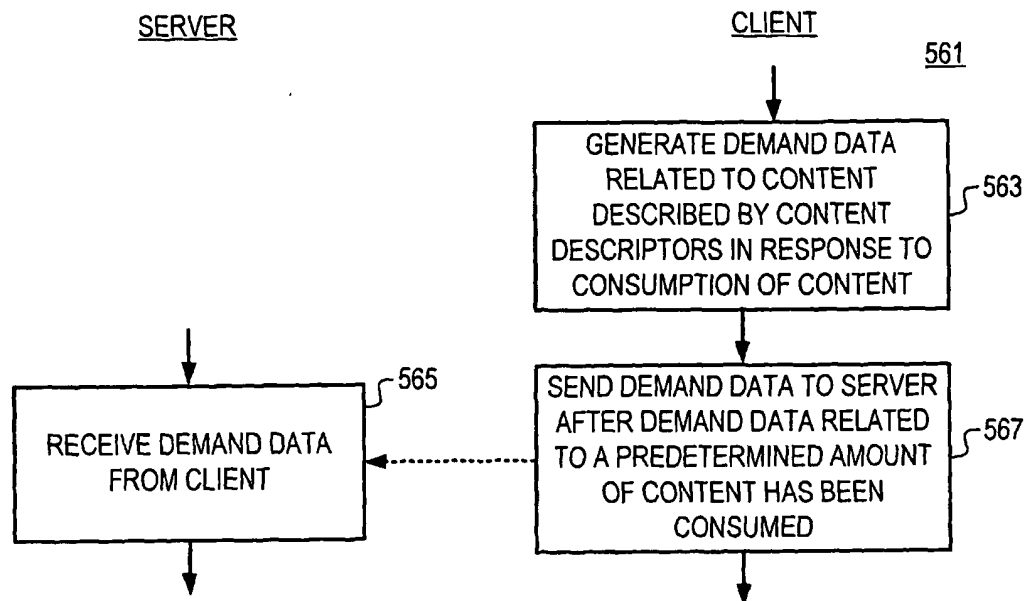 SERVER
CLIENT
561
GENERATE DEMAND DATA
RELATED TO CONTENT
DESCRIBED BY CONTENT
DESCRIPTORS IN RESPONSE TO
CONSUMPTION OF CONTENT
563
565
RECEIVE DEMAND DATA
FROM CLIENT
SEND DEMAND DATA TO SERVER
AFTER DEMAND DATA RELATED
TO A PREDETERMINED AMOUNT
OF CONTENT HAS BEEN
CONSUMED
567